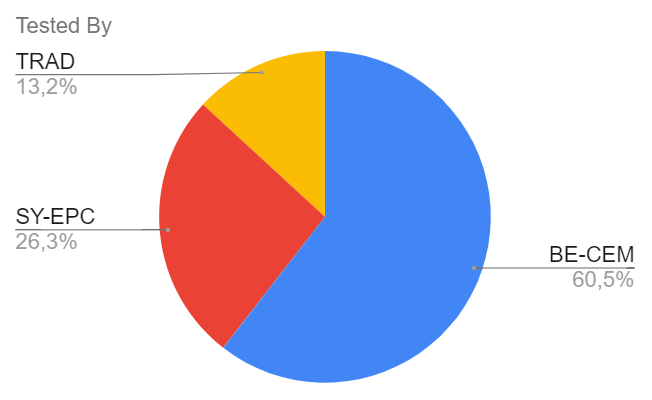 Tested By
TRAD
13,2%
SY-EPC
26,3%
BE-CEM
60,5%